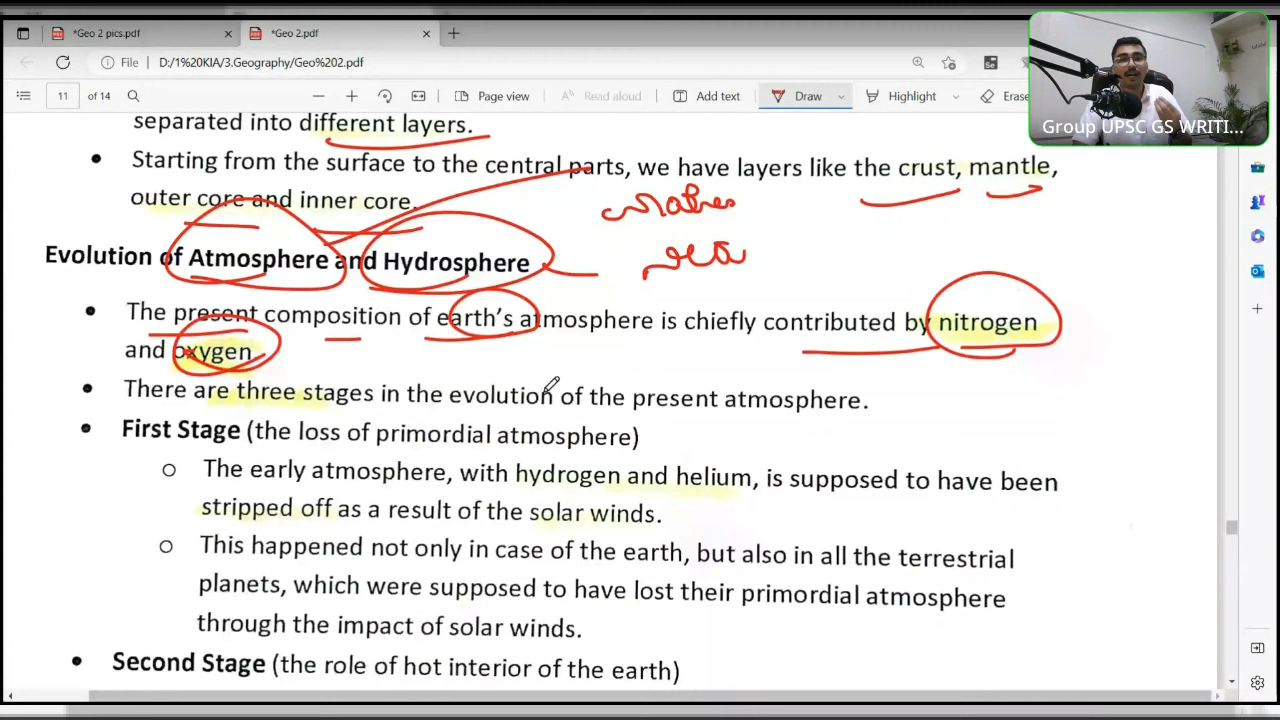 *Geo 2 pics.pdf
*Geo 2.pdf
File D:/1%20KIA/3.Geography/Geo%202.pdf
11 of 14 Page view Read aloud Add text Draw Highlight Erase
Group UPSC GS WRITI...
separated into different layers.
Starting from the surface to the central parts, we have layers like the crust, mantle,
outer core and inner core.
Evolution of Atmosphere and Hydrosphere
The present composition of earth's atmosphere is chiefly contributed by nitrogen
and oxygen.
There are three stages in the evolution of the present atmosphere.
First Stage (the loss of primordial atmosphere)
The early atmosphere, with hydrogen and helium, is supposed to have been
stripped off as a result of the solar winds.
This happened not only in case of the earth, but also in all the terrestrial
planets, which were supposed to have lost their primordial atmosphere
through the impact of solar winds.
Second Stage (the role of hot interior of the earth)